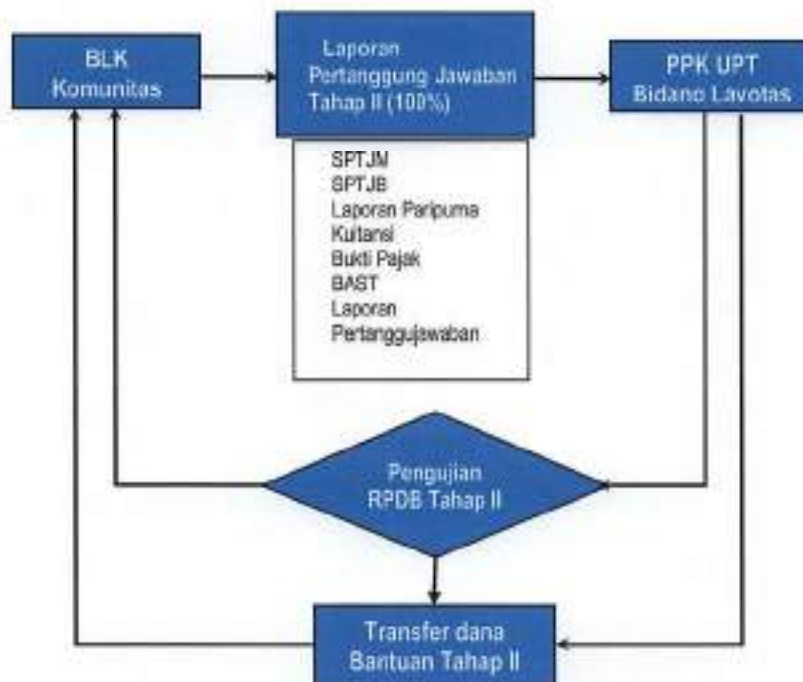 BLK
Komunitas
Laporan
Pertanggung Jawaban
Tahap II (100%)
PPK UPT
Bidano Lavotas
SPTJM
SPTJB
Laporan Paripurna
Kuitansi
Bukti Pajak
BAST
Laporan
Pertanggujawaban
Pengujian
RPDB Tahap II
Transfer dana
Bantuan Tahap II